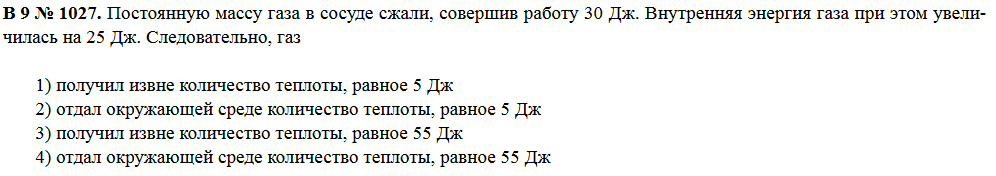 В 9 № 1027. Постоянную массу газа в сосуде сжали, совершив работу 30 Дж. Внутренняя энергия газа при этом увели-
чилась на 25 Дж. Следовательно, газ
1) получил извне количество теплоты, равное 5 Дж
2) отдал окружающей среде количество теплоты, равное 5 Дж
3) получил извне количество теплоты, равное 55 Дж
4) отдал окружающей среде количество теплоты, равное 55 Дж